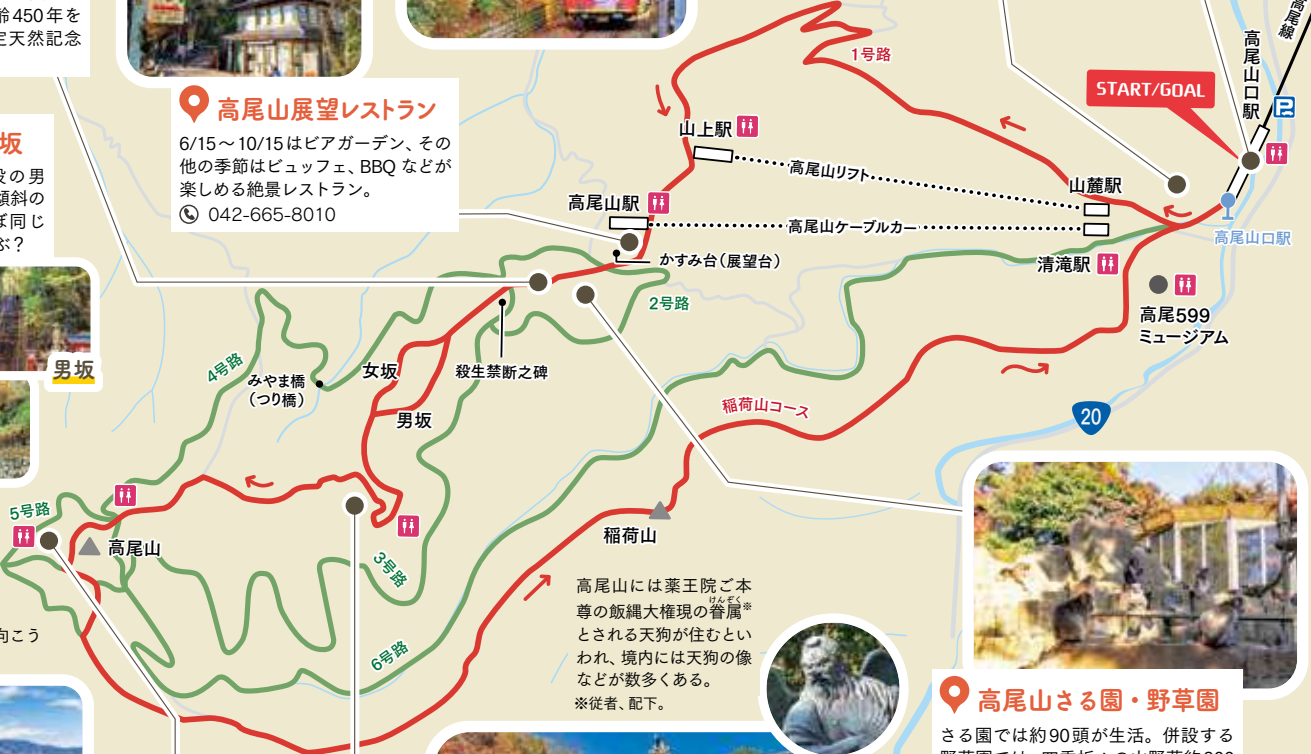 齢450年を
定天然記念
坂
段の男
傾斜の
ぼ同じ
ぶ?
男坂
高尾山展望レストラン
6/15〜10/15はビアガーデン、その
他の季節はビュッフェ、BBQ などが
楽しめる絶景レストラン。
042-665-8010
1号路
START/GOAL
高尾線
高尾山口駅
P
山上駅
高尾山リフト
山麓駅
高尾山駅
高尾山ケーブルカー
高尾山口駅
かすみ台(展望台)
清滝駅
2号路
高尾599
ミュージアム
4号路
みやま橋
(つり橋)
女坂
殺生禁断之碑
男坂
稲荷山コース
20
5号路
高尾山
3号路
稲荷山
6号路
向こう
高尾山には薬王院ご本
けんぞく
尊の飯縄大権現の眷属※
とされる天狗が住むとい
われ、境内には天狗の像
などが数多くある。
※従者、配下。
高尾山さる園・野草園
さる園では約90頭が生活。併設する